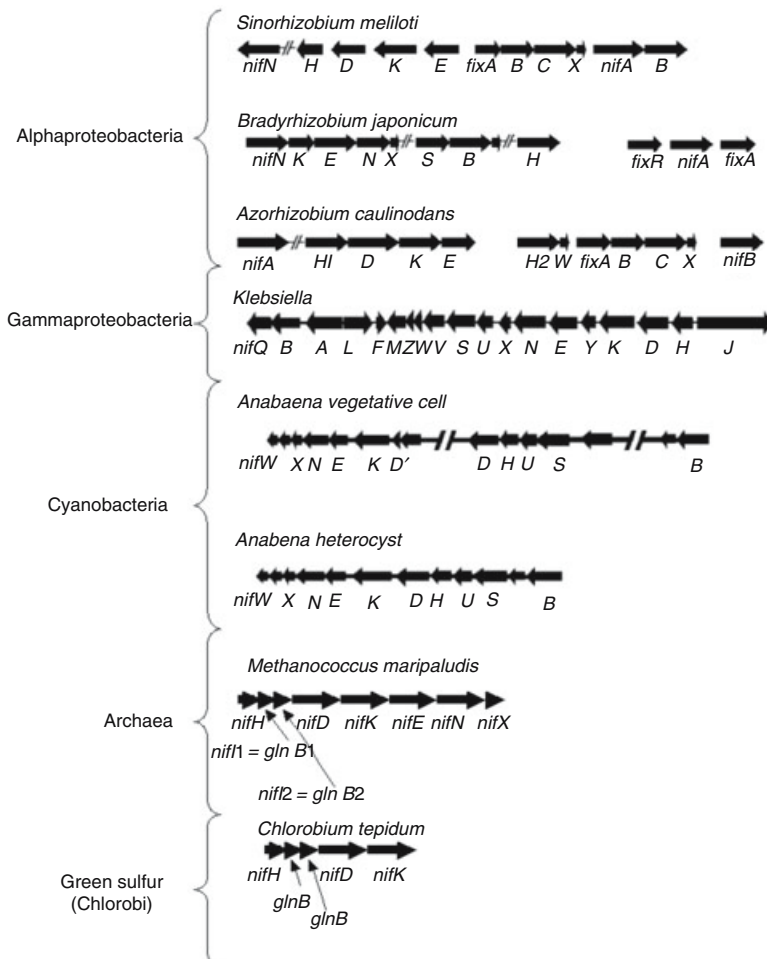 Sinorhizobium meliloti
nifN H D K E fixA B C X nifA B
Alphaproteobacteria
Bradyrhizobium japonicum
nifN K E N X S B H fixR nifA fixA
Azorhizobium caulinodans
nifA HI D K E H2 W fixA B C X nifB
Gammaproteobacteria
Klebsiella
nifQ B A L F M Z W V S U X N E Y K D H J
Cyanobacteria
Anabaena vegetative cell
nifW X N E K D′ D H U S B
Anabena heterocyst
nifW X N E K D H U S B
Archaea
Methanococcus maripaludis
nifH nifD nifK nifE nifN nifX
nifI1 = gln B1
nifI2 = gln B2
Green sulfur
(Chlorobi)
Chlorobium tepidum
nifH nifD nifK
glnB
glnB